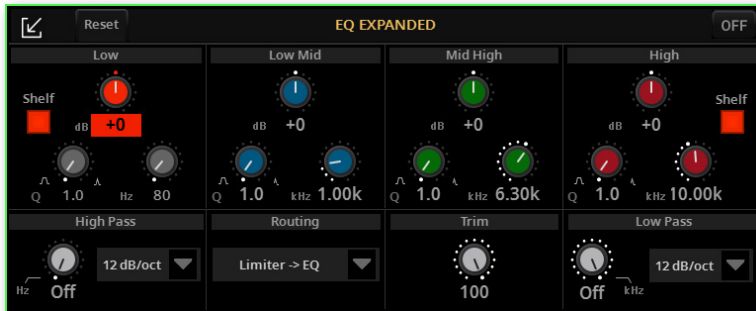 Reset EQ EXPANDED OFF
Low Low Mid Mid High High
Shelf Shelf
dB +0 dB +0 dB +0 dB +0
Q 1.0 Hz 80 Q 1.0 kHz 1.00k Q 1.0 kHz 6.30k Q 1.0 kHz 10.00k
High Pass Routing Trim Low Pass
12 dB/oct Limiter -> EQ 12 dB/oct
Hz Off 100 Off kHz